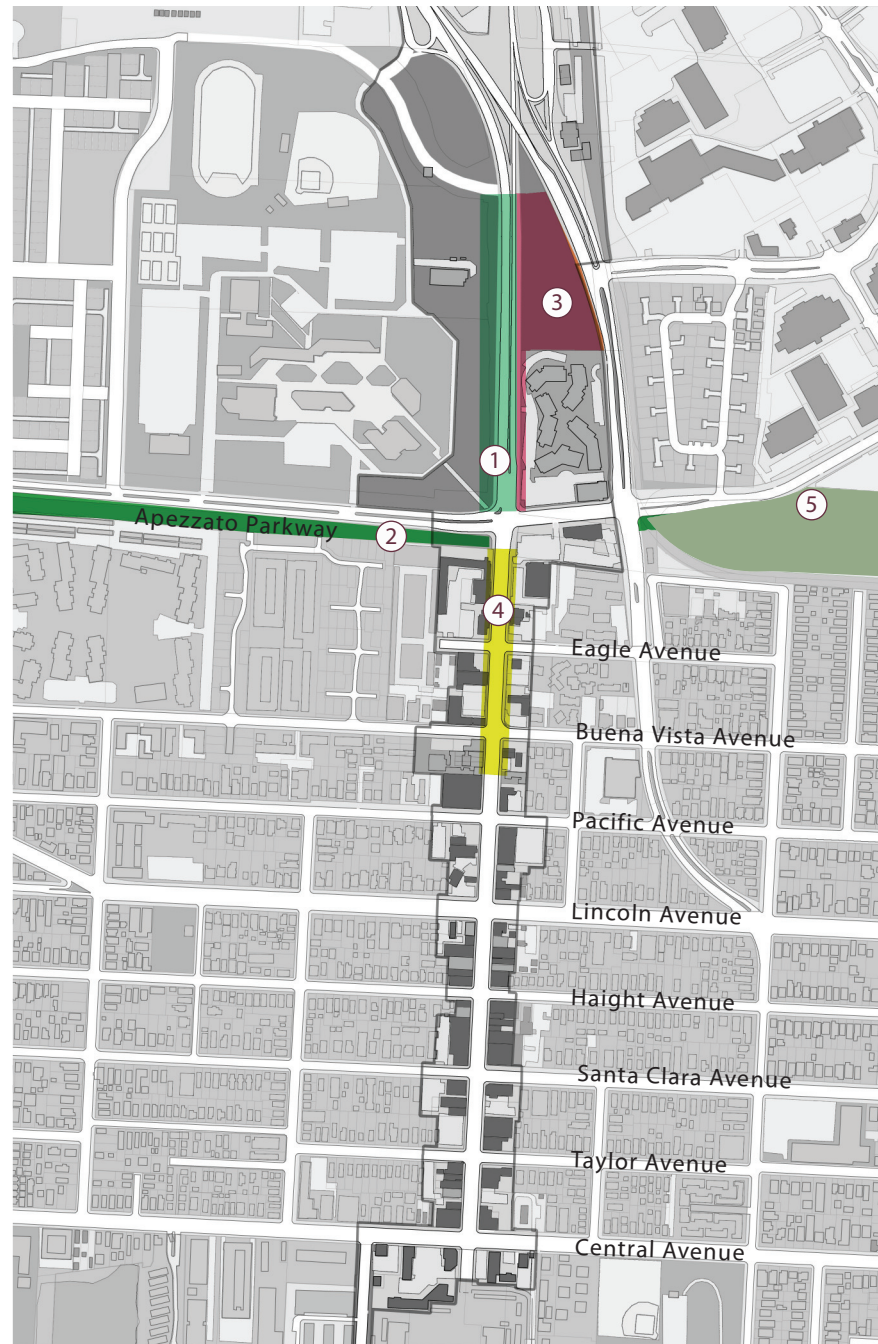 3
1
5
Apezzato Parkway
2
4
Eagle Avenue
Buena Vista Avenue
Pacific Avenue
Lincoln Avenue
Haight Avenue
Santa Clara Avenue
Taylor Avenue
Central Avenue